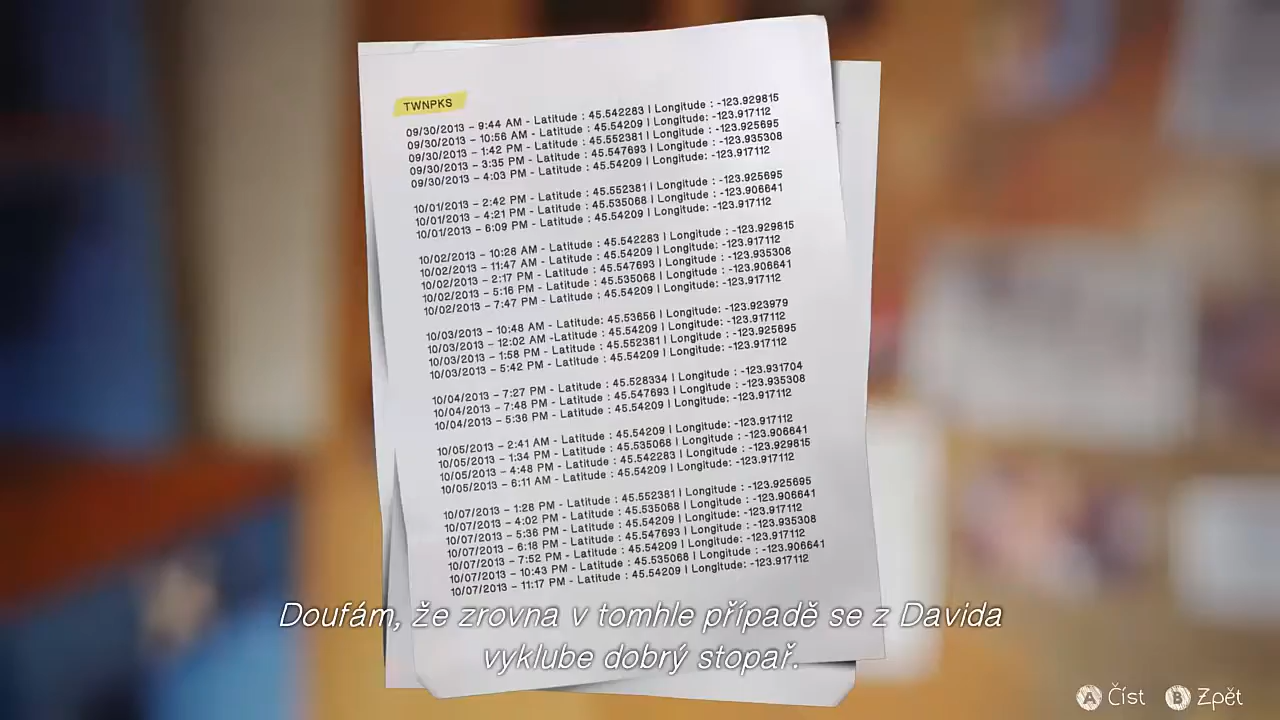 TWNPKS
09/30/2013 - 9:44 AM - Latitude : 45.542283 | Longitude : -123.929815
09/30/2013 - 10:56 AM - Latitude : 45.54209 | Longitude: -123.917112
09/30/2013 - 1:42 PM - Latitude : 45.552381 | Longitude : -123.925695
09/30/2013 - 3:35 PM - Latitude : 45.547693 | Longitude : -123.935308
09/30/2013 - 4:03 PM - Latitude : 45.54209 | Longitude: -123.917112
10/01/2013 - 2:42 PM - Latitude : 45.552381 | Longitude : -123.925695
10/01/2013 - 4:21 PM - Latitude : 45.535068 | Longitude : -123.906641
10/01/2013 - 6:09 PM - Latitude : 45.54209 | Longitude: -123.917112
10/02/2013 - 10:28 AM - Latitude : 45.542283 | Longitude : -123.929815
10/02/2013 - 11:47 AM - Latitude : 45.54209 | Longitude: -123.917112
10/02/2013 - 2:17 PM - Latitude : 45.547693 | Longitude : -123.935308
10/02/2013 - 5:16 PM - Latitude : 45.535068 | Longitude : -123.906641
10/02/2013 - 7:47 PM - Latitude : 45.54209 | Longitude: -123.917112
10/03/2013 - 10:48 AM - Latitude: 45.53656 | Longitude: -123.923979
10/03/2013 - 12:02 AM -Latitude : 45.54209 | Longitude: -123.917112
10/03/2013 - 1:58 PM - Latitude : 45.552381 | Longitude : -123.925695
10/03/2013 - 5:42 PM - Latitude : 45.54209 | Longitude: -123.917112
10/04/2013 - 7:27 PM - Latitude : 45.528334 | Longitude : -123.931704
10/04/2013 - 7:48 PM - Latitude : 45.547693 | Longitude : -123.935308
10/04/2013 - 5:36 PM - Latitude : 45.54209 | Longitude: -123.917112
10/05/2013 - 2:41 AM - Latitude : 45.54209 | Longitude: -123.917112
10/05/2013 - 1:34 PM - Latitude : 45.535068 | Longitude : -123.906641
10/05/2013 - 4:48 PM - Latitude : 45.542283 | Longitude : -123.929815
10/05/2013 - 6:11 AM - Latitude : 45.54209 | Longitude: -123.917112
10/07/2013 - 1:28 PM - Latitude : 45.552381 | Longitude : -123.925695
10/07/2013 - 4:02 PM - Latitude : 45.535068 | Longitude : -123.906641
10/07/2013 - 5:36 PM - Latitude : 45.54209 | Longitude: -123.917112
10/07/2013 - 6:18 PM - Latitude : 45.547693 | Longitude : -123.935308
10/07/2013 - 7:52 PM - Latitude : 45.54209 | Longitude: -123.917112
10/07/2013 - 10:43 PM - Latitude : 45.535068 | Longitude : -123.906641
10/07/2013 - 11:17 PM - Latitude : 45.54209 | Longitude: -123.917112
Doufám, že zrovna v tomhle případě se z Davida
vyklube dobrý stopař.
A Číst B Zpět